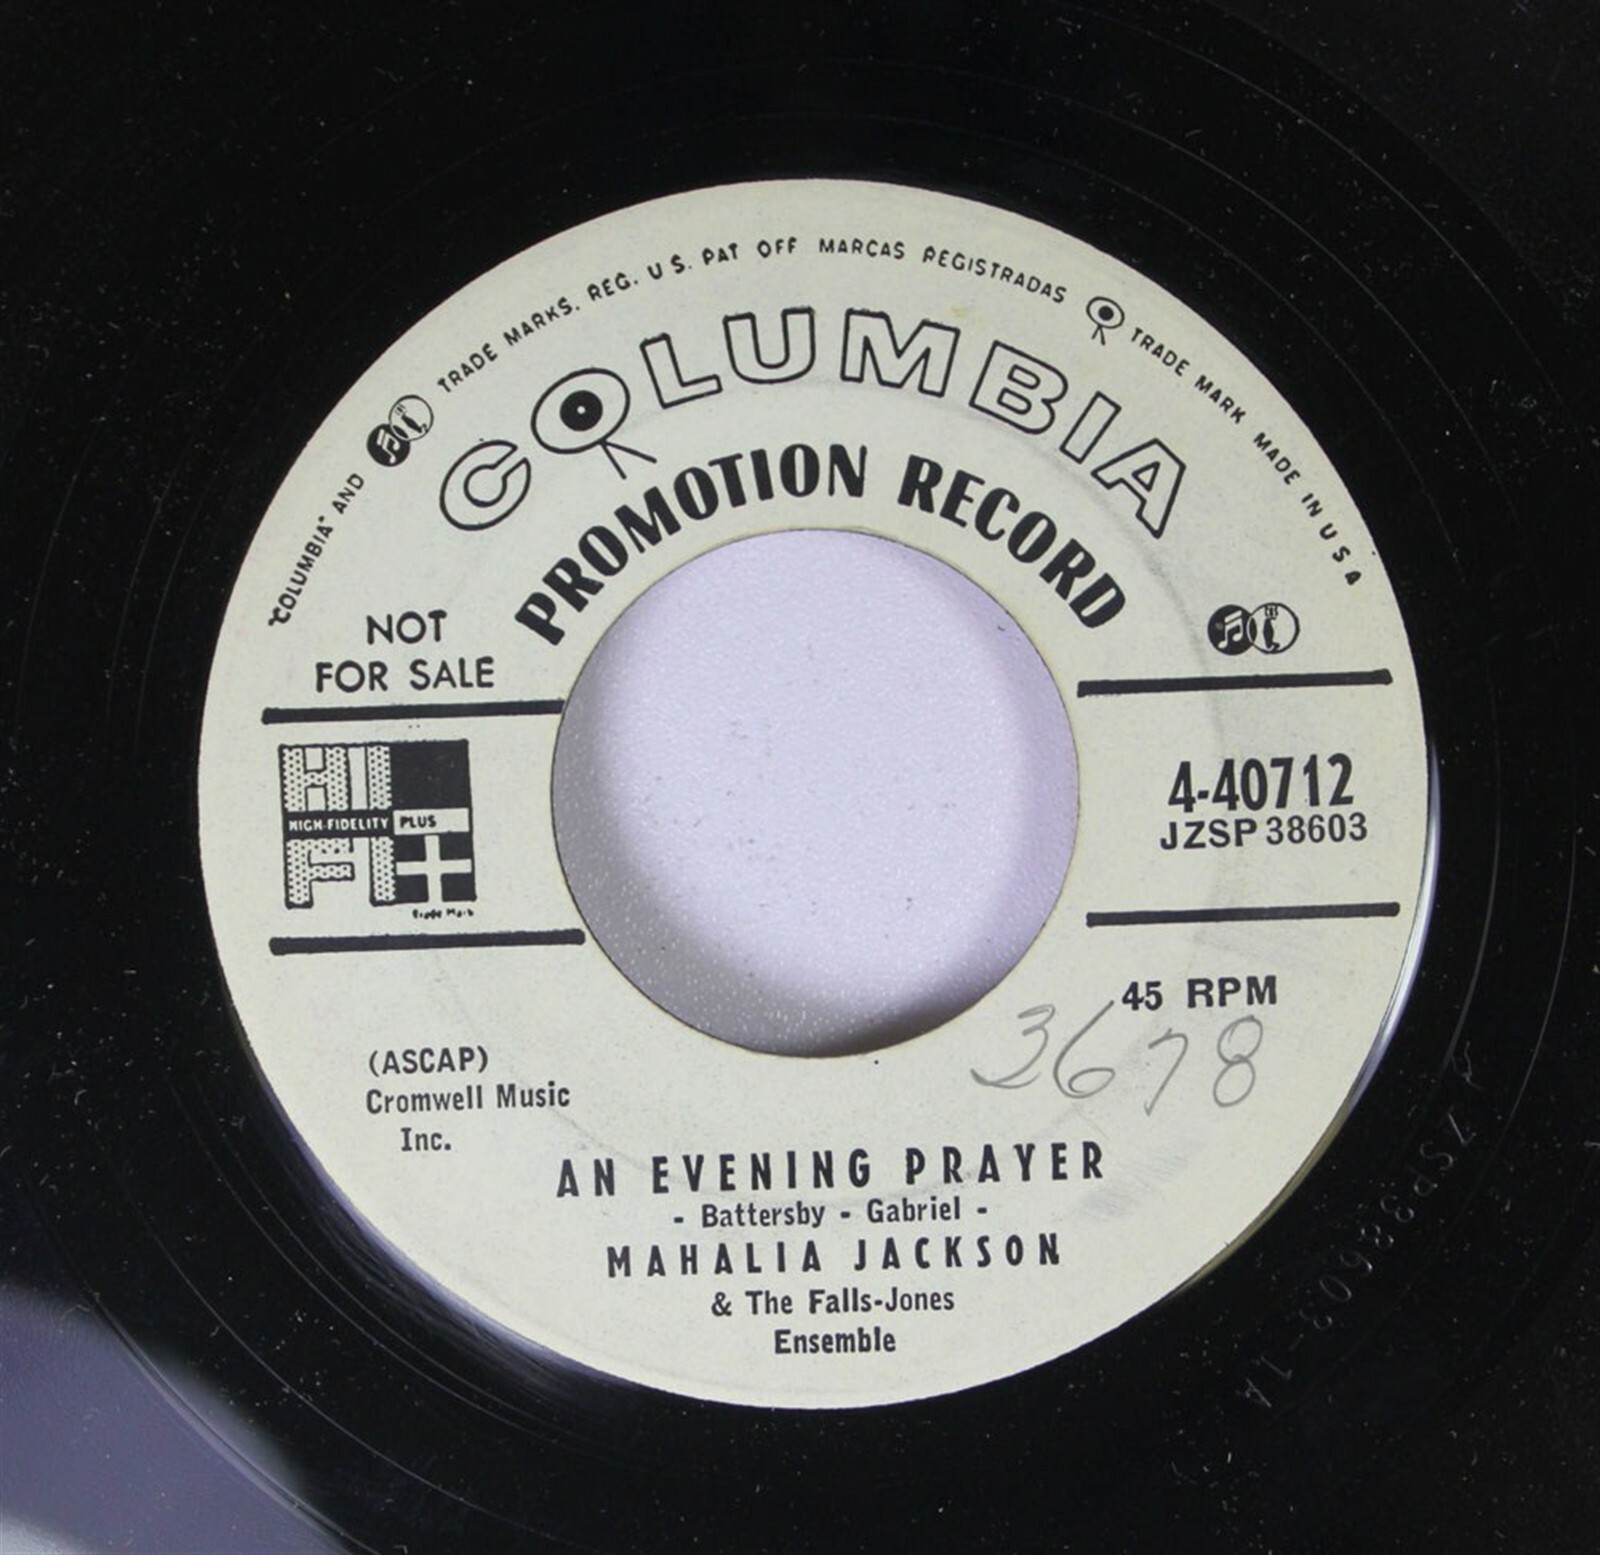 "COLUMBIA" AND TRADE MARKS. REG. U S. PAT OFF MARCAS REGISTRADAS TRADE MARK MADE IN U S A
COLUMBIA
PROMOTION RECORD
NOT
FOR SALE
HI
HIGH-FIDELITY PLUS
FI
Trade Mark
4-40712
JZSP 38603
45 RPM
3678
(ASCAP)
Cromwell Music
Inc.
AN EVENING PRAYER
- Battersby - Gabriel -
MAHALIA JACKSON
& The Falls-Jones
Ensemble